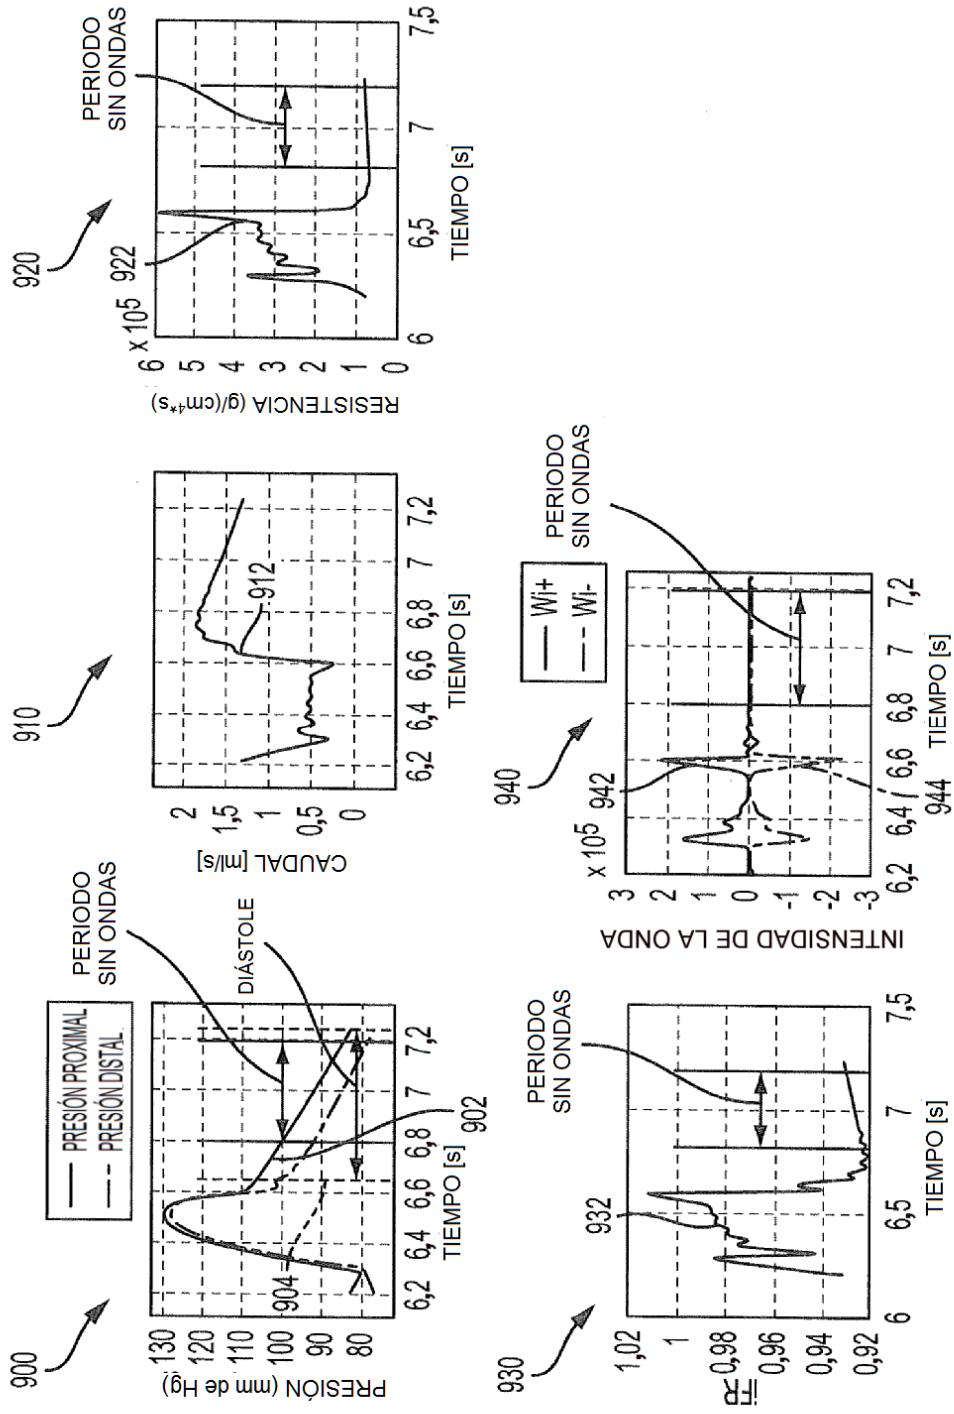 900
PRESIÓN PROXIMAL
PRESIÓN DISTAL
PERIODO
SIN ONDAS
DIÁSTOLE
PRESIÓN (mm de Hg)
130
120
110
100
90
80
904
902
6,2
6,4
6,6
6,8
7
7,2
TIEMPO [s]
910
CAUDAL [ml/s]
2
1,5
1
0,5
0
912
6,2
6,4
6,6
6,8
7
7,2
TIEMPO [s]
920
PERIODO
SIN ONDAS
922
x 10⁵
RESISTENCIA (g/(cm⁴*s)
6
5
4
3
2
1
0
6
6,5
7
7,5
TIEMPO [s]
930
PERIODO
SIN ONDAS
932
iFR
1,02
1
0,98
0,96
0,94
0,92
6
6,5
7
7,5
TIEMPO [s]
940
Wi+
Wi-
PERIODO
SIN ONDAS
942
944
x 10⁵
INTENSIDAD DE LA ONDA
3
2
1
0
-1
-2
-3
6,2
6,4
6,6
6,8
7
7,2
TIEMPO [s]